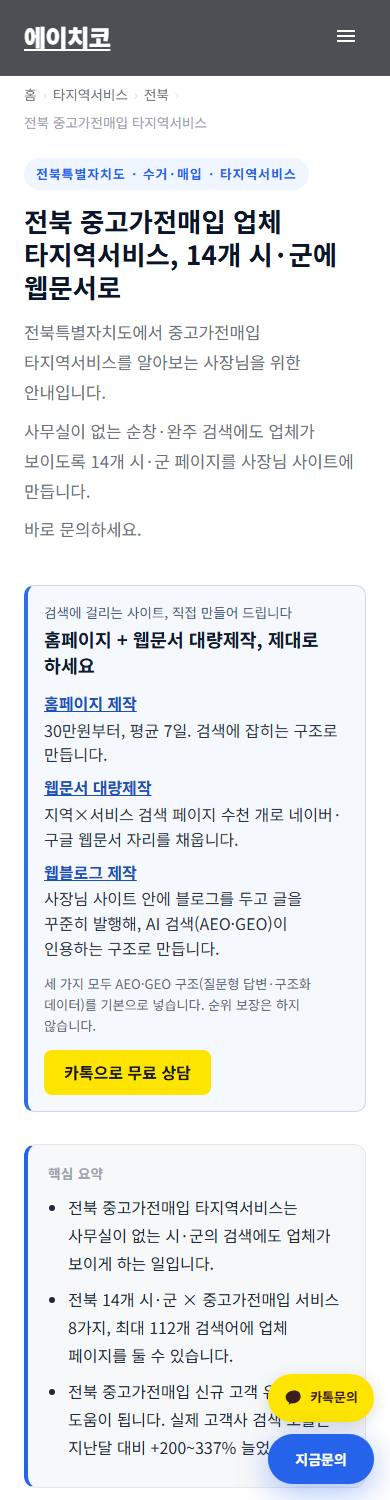 에이치코
홈 › 타지역서비스 › 전북 ›
전북 중고가전매입 타지역서비스
전북특별자치도 · 수거·매입 · 타지역서비스
전북 중고가전매입 업체
타지역서비스, 14개 시·군에
웹문서로
전북특별자치도에서 중고가전매입
타지역서비스를 알아보는 사장님을 위한
안내입니다.
사무실이 없는 순창·완주 검색에도 업체가
보이도록 14개 시·군 페이지를 사장님 사이트에
만듭니다.
바로 문의하세요.
검색에 걸리는 사이트, 직접 만들어 드립니다
홈페이지 + 웹문서 대량제작, 제대로
하세요
홈페이지 제작
30만원부터, 평균 7일. 검색에 잡히는 구조로
만듭니다.
웹문서 대량제작
지역×서비스 검색 페이지 수천 개로 네이버·
구글 웹문서 자리를 채웁니다.
웹블로그 제작
사장님 사이트 안에 블로그를 두고 글을
꾸준히 발행해, AI 검색(AEO·GEO)이
인용하는 구조로 만듭니다.
세 가지 모두 AEO·GEO 구조(질문형 답변·구조화
데이터)를 기본으로 넣습니다. 순위 보장은 하지
않습니다.
카톡으로 무료 상담
핵심 요약
전북 중고가전매입 타지역서비스는
사무실이 없는 시·군의 검색에도 업체가
보이게 하는 일입니다.
전북 14개 시·군 × 중고가전매입 서비스
8가지, 최대 112개 검색어에 업체
페이지를 둘 수 있습니다.
전북 중고가전매입 신규 고객
도움이 됩니다. 실제 고객사 검색
지난달 대비 +200~337%
카톡문의
지금문의